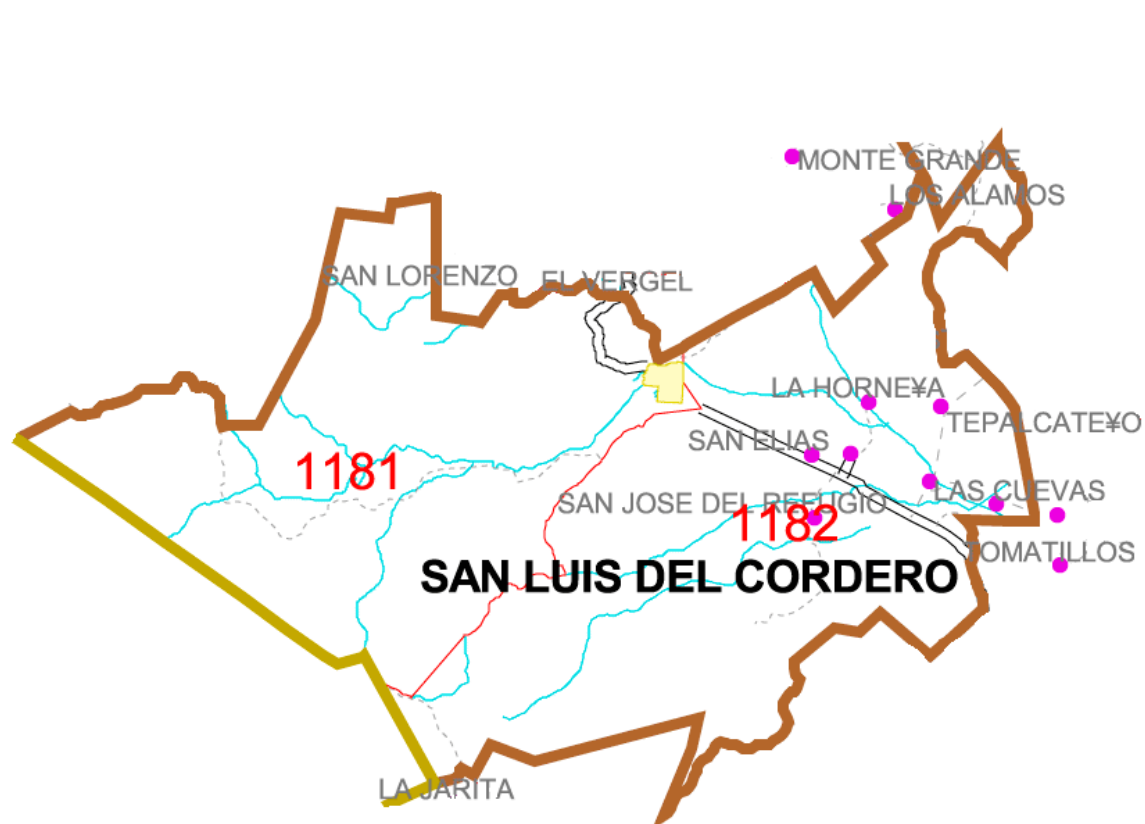 MONTE GRANDE
LOS ALAMOS
SAN LORENZO
EL VERGEL
LA HORNE¥A
TEPALCATE¥O
SAN ELIAS
1181
LAS CUEVAS
SAN JOSE DEL REFUGIO
1182
TOMATILLOS
SAN LUIS DEL CORDERO
LA JARITA